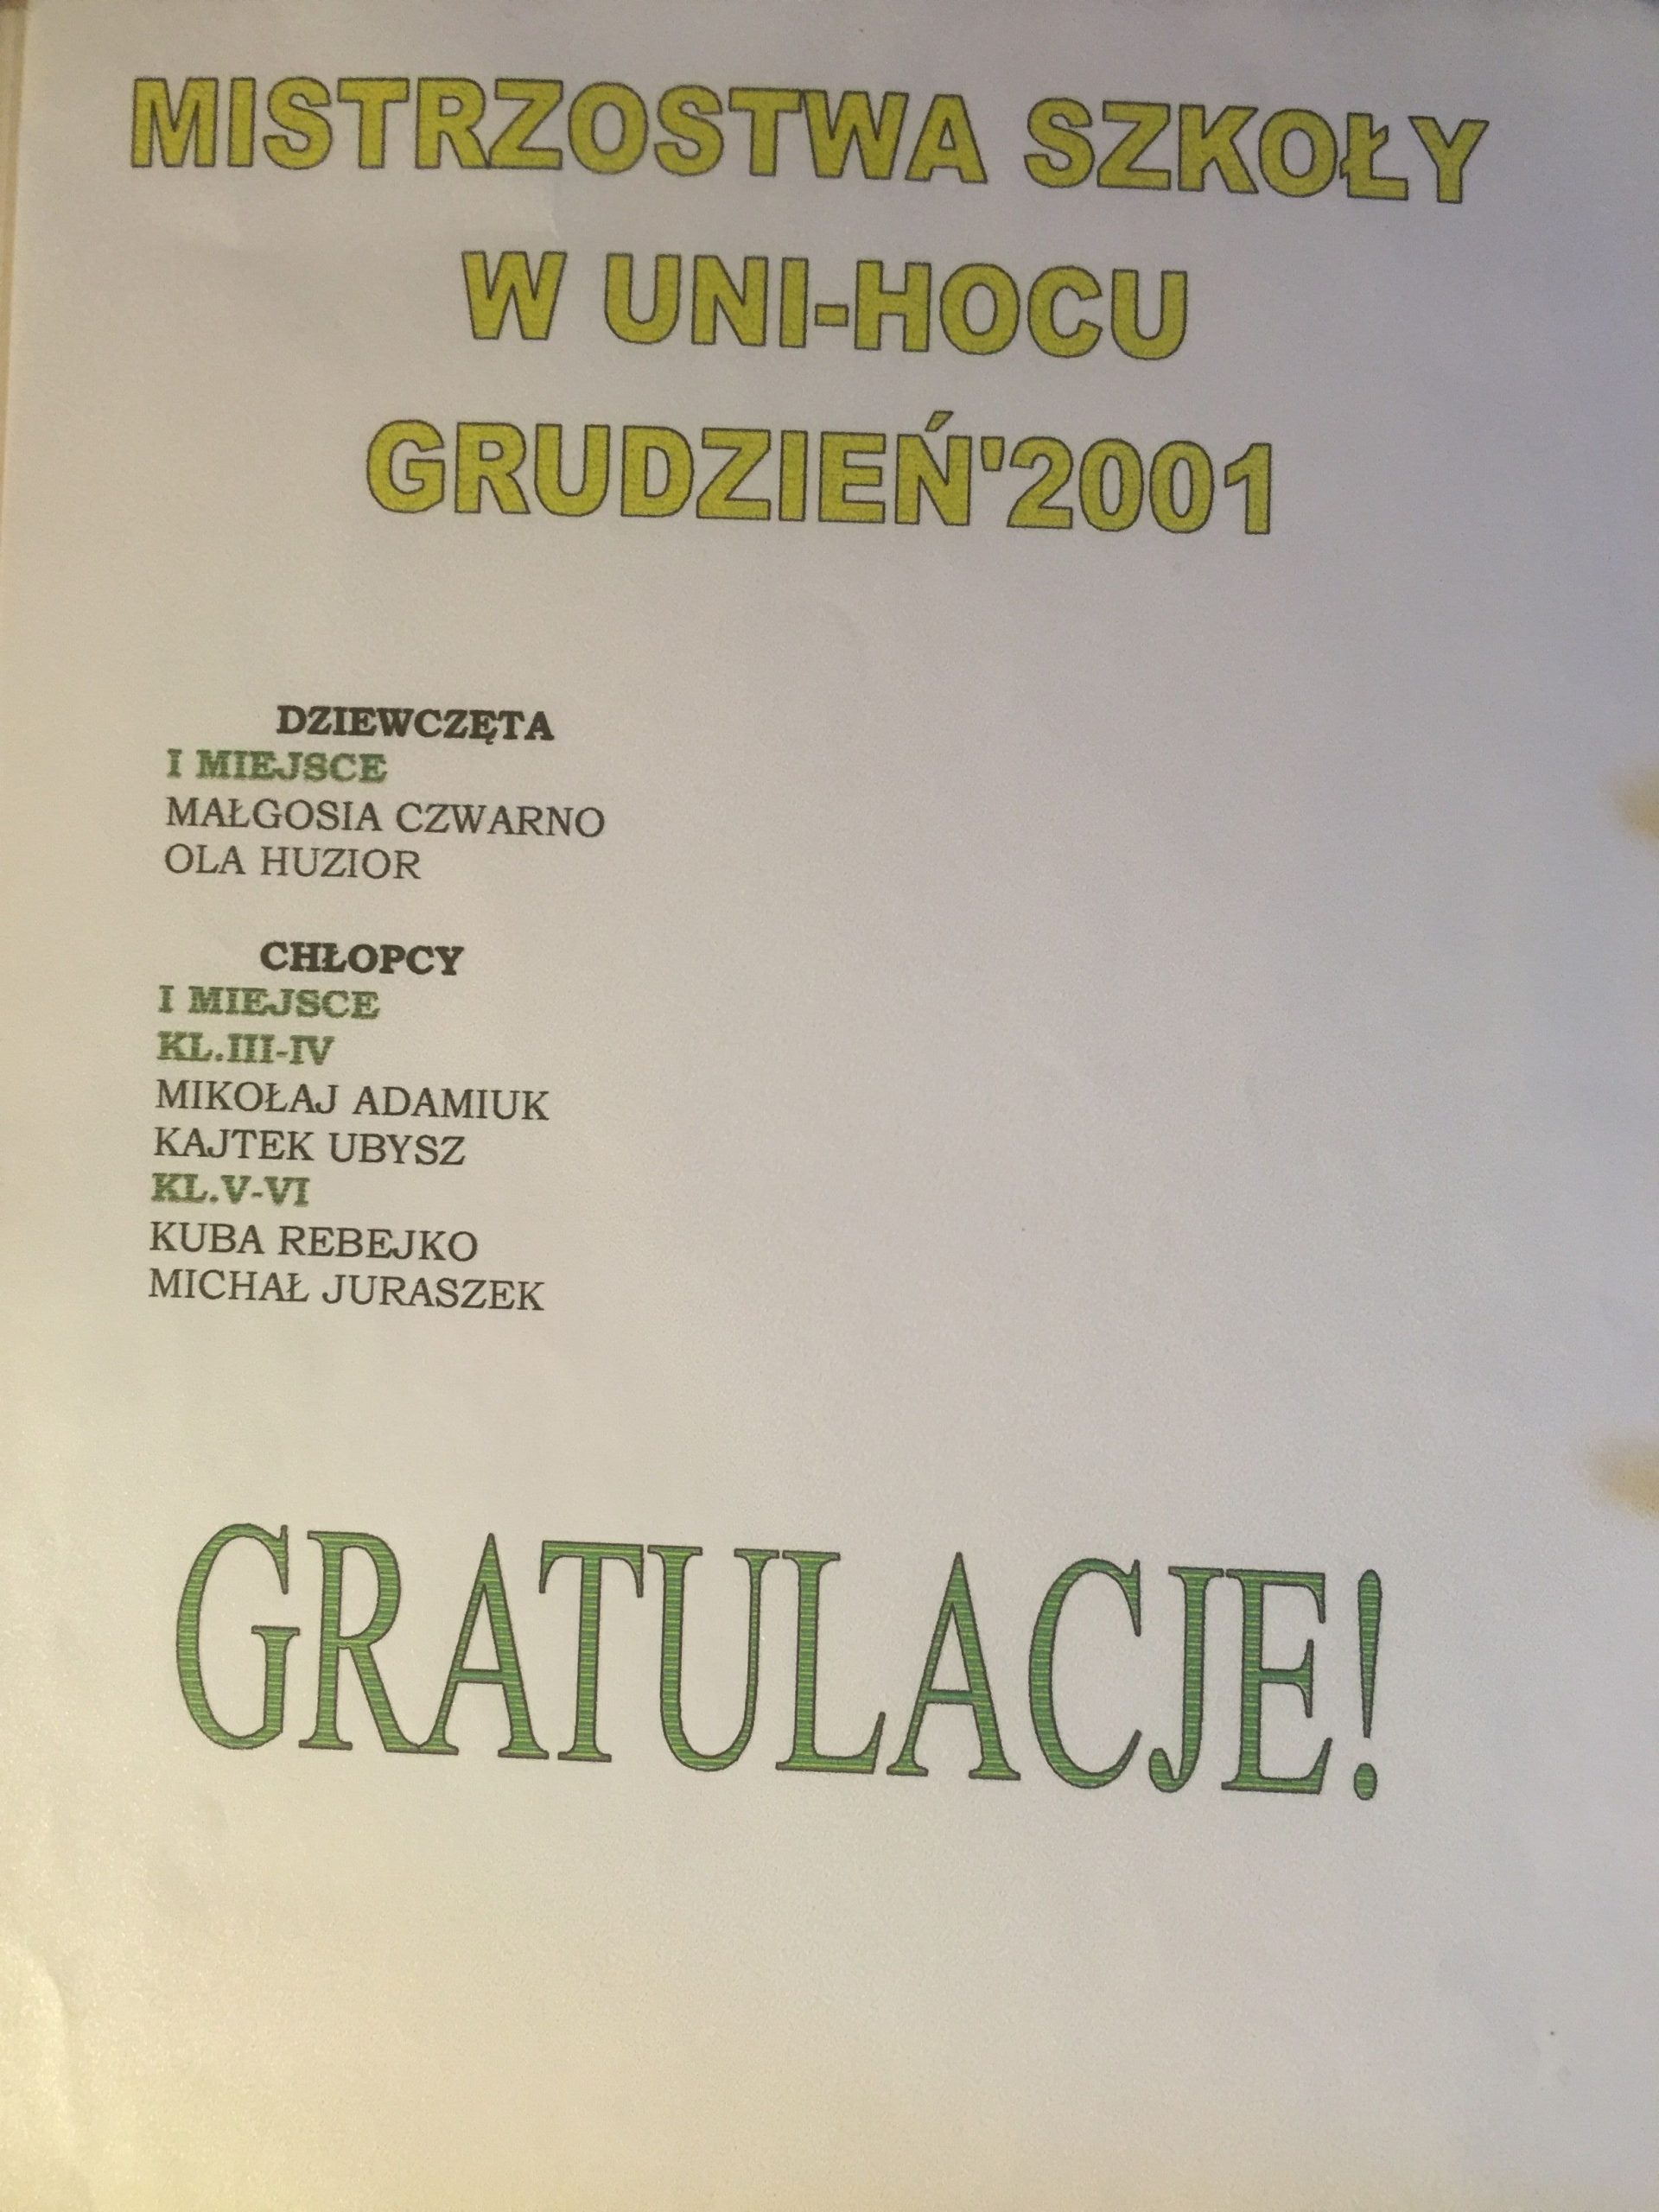 MISTRZOSTWA SZKOŁY
W UNI-HOCU
GRUDZIEŃ'2001
DZIEWCZĘTA
I MIEJSCE
MAŁGOSIA CZWARNO
OLA HUZIOR
CHŁOPCY
I MIEJSCE
KL.III-IV
MIKOŁAJ ADAMIUK
KAJTEK UBYSZ
KL.V-VI
KUBA REBEJKO
MICHAŁ JURASZEK
GRATULACJE!